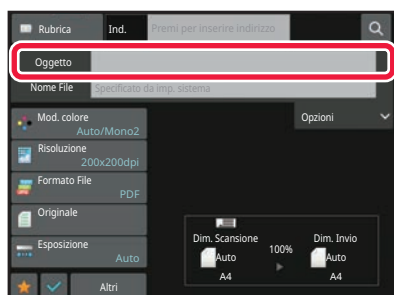 Rubrica Ind. Premi per inserire indirizzo
Oggetto
Nome File Specificato da imp. sistema
Mod. colore
Auto/Mono2
Opzioni
Risoluzione
200x200dpi
Formato File
PDF
Originale
Esposizione
Auto
Dim. Scansione 100% Dim. Invio
Auto Auto
A4 A4
Altri